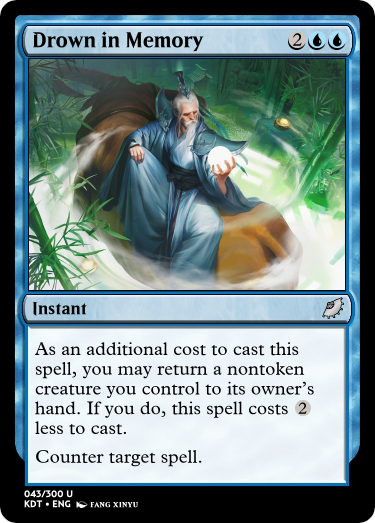 Drown in Memory 2
Instant
As an additional cost to cast this
spell, you may return a nontoken
creature you control to its owner's
hand. If you do, this spell costs 2
less to cast.
Counter target spell.
043/300 U
KDT • ENG FANG XINYU